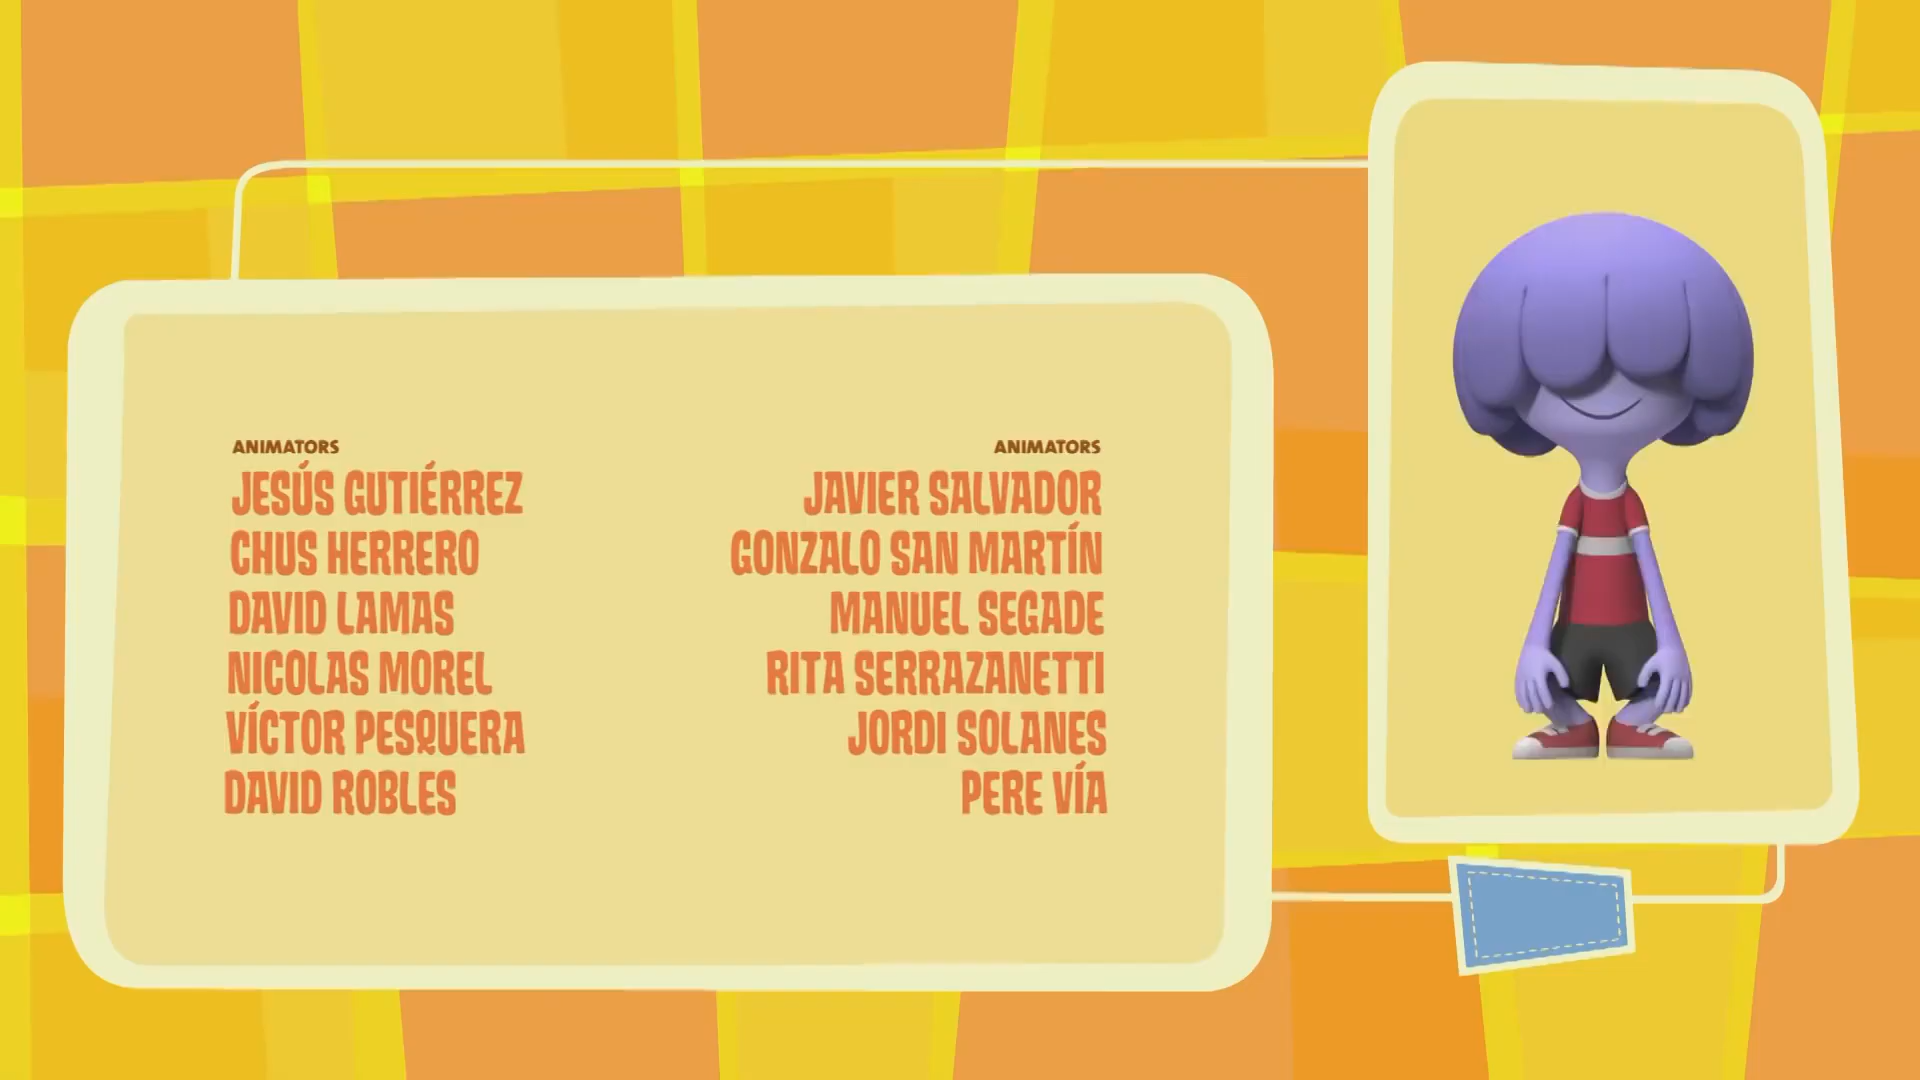 ANIMATORS
JESÚS GUTIÉRREZ
CHUS HERRERO
DAVID LAMAS
NICOLAS MOREL
VÍCTOR PESQUERA
DAVID ROBLES
ANIMATORS
JAVIER SALVADOR
GONZALO SAN MARTÍN
MANUEL SEGADE
RITA SERRAZANETTI
JORDI SOLANES
PERE VÍA